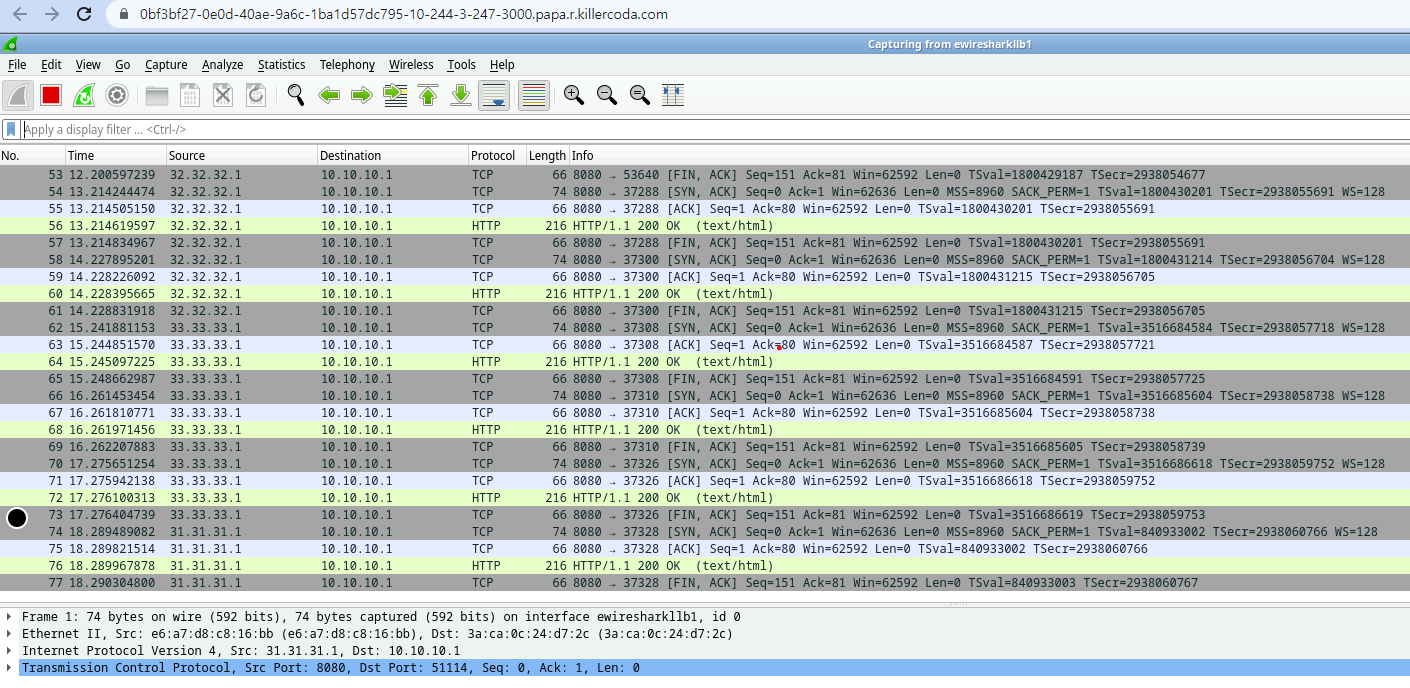 0bf3bf27-0e0d-40ae-9a6c-1ba1d57dc795-10-244-3-247-3000.papa.r.killercoda.com
Capturing from ewiresharkllb1
File Edit View Go Capture Analyze Statistics Telephony Wireless Tools Help
Apply a display filter ... <Ctrl-/>
No. Time Source Destination Protocol Length Info
53 12.200597239 32.32.32.1 10.10.10.1 TCP 66 8080 → 53640 [FIN, ACK] Seq=151 Ack=81 Win=62592 Len=0 TSval=1800429187 TSecr=2938054677
54 13.214244474 32.32.32.1 10.10.10.1 TCP 74 8080 → 37288 [SYN, ACK] Seq=0 Ack=1 Win=62636 Len=0 MSS=8960 SACK_PERM=1 TSval=1800430201 TSecr=2938055691 WS=128
55 13.214505150 32.32.32.1 10.10.10.1 TCP 66 8080 → 37288 [ACK] Seq=1 Ack=80 Win=62592 Len=0 TSval=1800430201 TSecr=2938055691
56 13.214619597 32.32.32.1 10.10.10.1 HTTP 216 HTTP/1.1 200 OK (text/html)
57 13.214834967 32.32.32.1 10.10.10.1 TCP 66 8080 → 37288 [FIN, ACK] Seq=151 Ack=81 Win=62592 Len=0 TSval=1800430201 TSecr=2938055691
58 14.227895201 32.32.32.1 10.10.10.1 TCP 74 8080 → 37300 [SYN, ACK] Seq=0 Ack=1 Win=62636 Len=0 MSS=8960 SACK_PERM=1 TSval=1800431214 TSecr=2938056704 WS=128
59 14.228226092 32.32.32.1 10.10.10.1 TCP 66 8080 → 37300 [ACK] Seq=1 Ack=80 Win=62592 Len=0 TSval=1800431215 TSecr=2938056705
60 14.228395665 32.32.32.1 10.10.10.1 HTTP 216 HTTP/1.1 200 OK (text/html)
61 14.228831918 32.32.32.1 10.10.10.1 TCP 66 8080 → 37300 [FIN, ACK] Seq=151 Ack=81 Win=62592 Len=0 TSval=1800431215 TSecr=2938056705
62 15.241881153 33.33.33.1 10.10.10.1 TCP 74 8080 → 37308 [SYN, ACK] Seq=0 Ack=1 Win=62636 Len=0 MSS=8960 SACK_PERM=1 TSval=3516684584 TSecr=2938057718 WS=128
63 15.244851570 33.33.33.1 10.10.10.1 TCP 66 8080 → 37308 [ACK] Seq=1 Ack=80 Win=62592 Len=0 TSval=3516684587 TSecr=2938057721
64 15.245097225 33.33.33.1 10.10.10.1 HTTP 216 HTTP/1.1 200 OK (text/html)
65 15.248662987 33.33.33.1 10.10.10.1 TCP 66 8080 → 37308 [FIN, ACK] Seq=151 Ack=81 Win=62592 Len=0 TSval=3516684591 TSecr=2938057725
66 16.261453454 33.33.33.1 10.10.10.1 TCP 74 8080 → 37310 [SYN, ACK] Seq=0 Ack=1 Win=62636 Len=0 MSS=8960 SACK_PERM=1 TSval=3516685604 TSecr=2938058738 WS=128
67 16.261810771 33.33.33.1 10.10.10.1 TCP 66 8080 → 37310 [ACK] Seq=1 Ack=80 Win=62592 Len=0 TSval=3516685604 TSecr=2938058738
68 16.261971456 33.33.33.1 10.10.10.1 HTTP 216 HTTP/1.1 200 OK (text/html)
69 16.262207883 33.33.33.1 10.10.10.1 TCP 66 8080 → 37310 [FIN, ACK] Seq=151 Ack=81 Win=62592 Len=0 TSval=3516685605 TSecr=2938058739
70 17.275651254 33.33.33.1 10.10.10.1 TCP 74 8080 → 37326 [SYN, ACK] Seq=0 Ack=1 Win=62636 Len=0 MSS=8960 SACK_PERM=1 TSval=3516686618 TSecr=2938059752 WS=128
71 17.275942138 33.33.33.1 10.10.10.1 TCP 66 8080 → 37326 [ACK] Seq=1 Ack=80 Win=62592 Len=0 TSval=3516686618 TSecr=2938059752
72 17.276100313 33.33.33.1 10.10.10.1 HTTP 216 HTTP/1.1 200 OK (text/html)
73 17.276404739 33.33.33.1 10.10.10.1 TCP 66 8080 → 37326 [FIN, ACK] Seq=151 Ack=81 Win=62592 Len=0 TSval=3516686619 TSecr=2938059753
74 18.289489082 31.31.31.1 10.10.10.1 TCP 74 8080 → 37328 [SYN, ACK] Seq=0 Ack=1 Win=62636 Len=0 MSS=8960 SACK_PERM=1 TSval=840933002 TSecr=2938060766 WS=128
75 18.289821514 31.31.31.1 10.10.10.1 TCP 66 8080 → 37328 [ACK] Seq=1 Ack=80 Win=62592 Len=0 TSval=840933002 TSecr=2938060766
76 18.289967878 31.31.31.1 10.10.10.1 HTTP 216 HTTP/1.1 200 OK (text/html)
77 18.290304800 31.31.31.1 10.10.10.1 TCP 66 8080 → 37328 [FIN, ACK] Seq=151 Ack=81 Win=62592 Len=0 TSval=840933003 TSecr=2938060767
Frame 1: 74 bytes on wire (592 bits), 74 bytes captured (592 bits) on interface ewiresharkllb1, id 0
Ethernet II, Src: e6:a7:d8:c8:16:bb (e6:a7:d8:c8:16:bb), Dst: 3a:ca:0c:24:d7:2c (3a:ca:0c:24:d7:2c)
Internet Protocol Version 4, Src: 31.31.31.1, Dst: 10.10.10.1
Transmission Control Protocol, Src Port: 8080, Dst Port: 51114, Seq: 0, Ack: 1, Len: 0